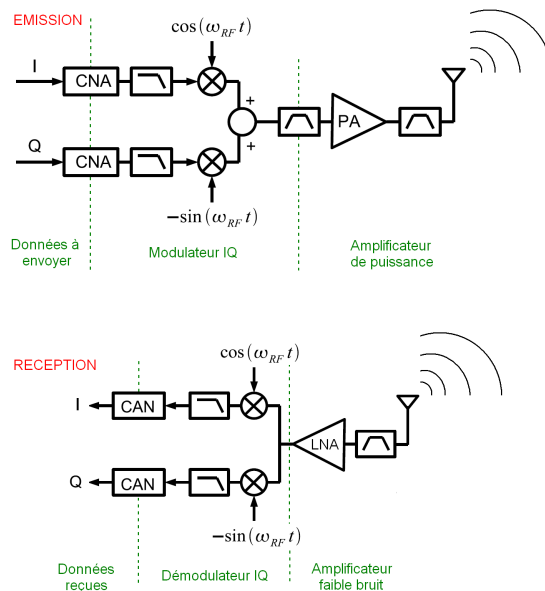 EMISSION
cos(ω_RF t)
I
CNA
+
PA
Q
CNA
+
−sin(ω_RF t)
Données à
envoyer
Modulateur IQ
Amplificateur
de puissance
RECEPTION
cos(ω_RF t)
I
CAN
LNA
Q
CAN
−sin(ω_RF t)
Données
reçues
Démodulateur IQ
Amplificateur
faible bruit